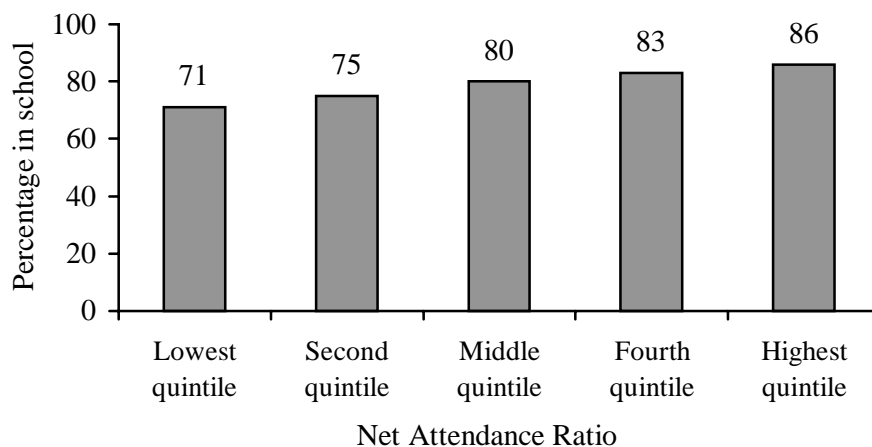 Percentage in school
100
80
60
40
20
0
71
75
80
83
86
Lowest quintile
Second quintile
Middle quintile
Fourth quintile
Highest quintile
Net Attendance Ratio